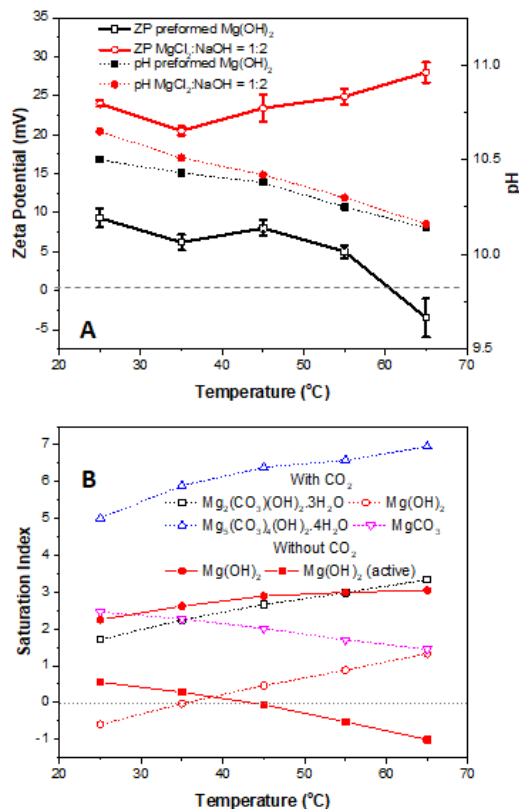 ZP preformed Mg(OH)₂
ZP MgCl₂:NaOH = 1:2
pH preformed Mg(OH)₂
pH MgCl₂:NaOH = 1:2
35
30
25
20
15
10
5
0
-5
Zeta Potential (mV)
11.0
10.5
10.0
9.5
pH
A
20 30 40 50 60 70
Temperature (°C)
B
7
6
5
4
3
2
1
0
-1
Saturation Index
With CO₂
Mg₂(CO₃)(OH)₂.3H₂O Mg(OH)₂
Mg₅(CO₃)₄(OH)₂.4H₂O MgCO₃
Without CO₂
Mg(OH)₂ Mg(OH)₂ (active)
20 30 40 50 60 70
Temperature (°C)